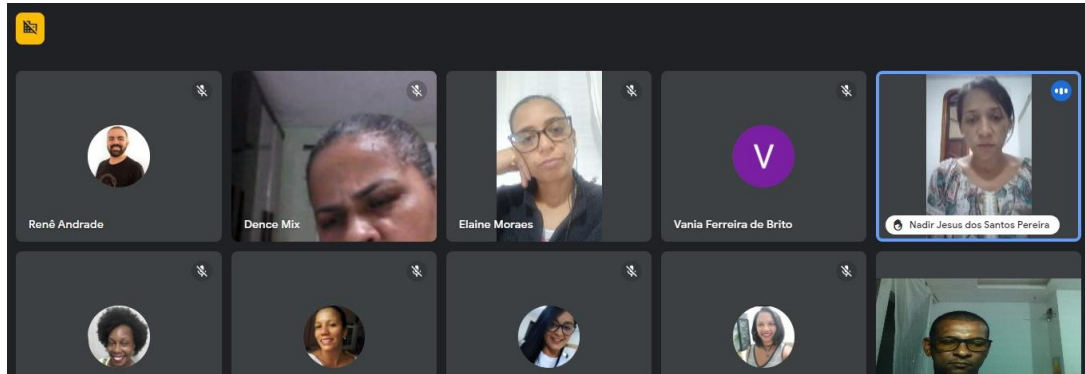 Renê Andrade
Dence Mix
Elaine Moraes
V
Vania Ferreira de Brito
Nadir Jesus dos Santos Pereira